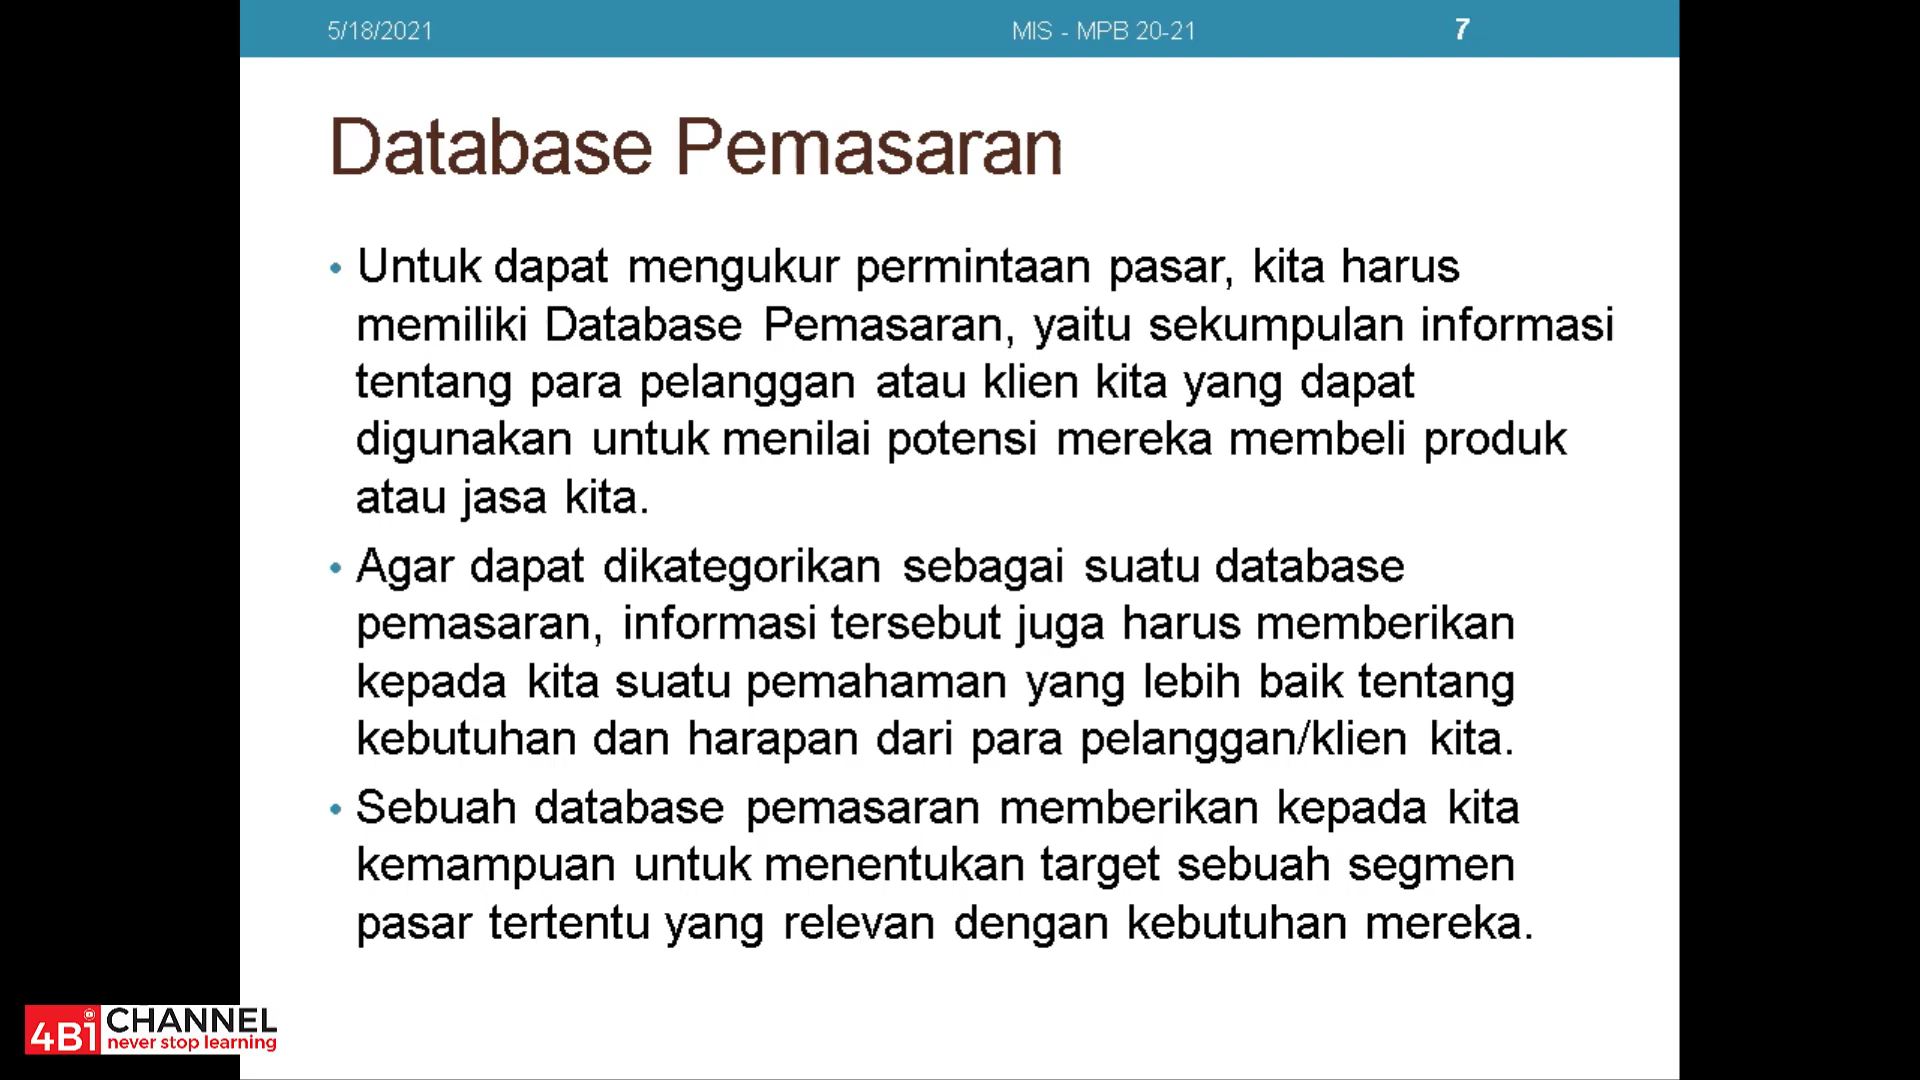 5/18/2021 MIS - MPB 20-21 7
Database Pemasaran
• Untuk dapat mengukur permintaan pasar, kita harus
memiliki Database Pemasaran, yaitu sekumpulan informasi
tentang para pelanggan atau klien kita yang dapat
digunakan untuk menilai potensi mereka membeli produk
atau jasa kita.
• Agar dapat dikategorikan sebagai suatu database
pemasaran, informasi tersebut juga harus memberikan
kepada kita suatu pemahaman yang lebih baik tentang
kebutuhan dan harapan dari para pelanggan/klien kita.
• Sebuah database pemasaran memberikan kepada kita
kemampuan untuk menentukan target sebuah segmen
pasar tertentu yang relevan dengan kebutuhan mereka.
4Bi CHANNEL
never stop learning